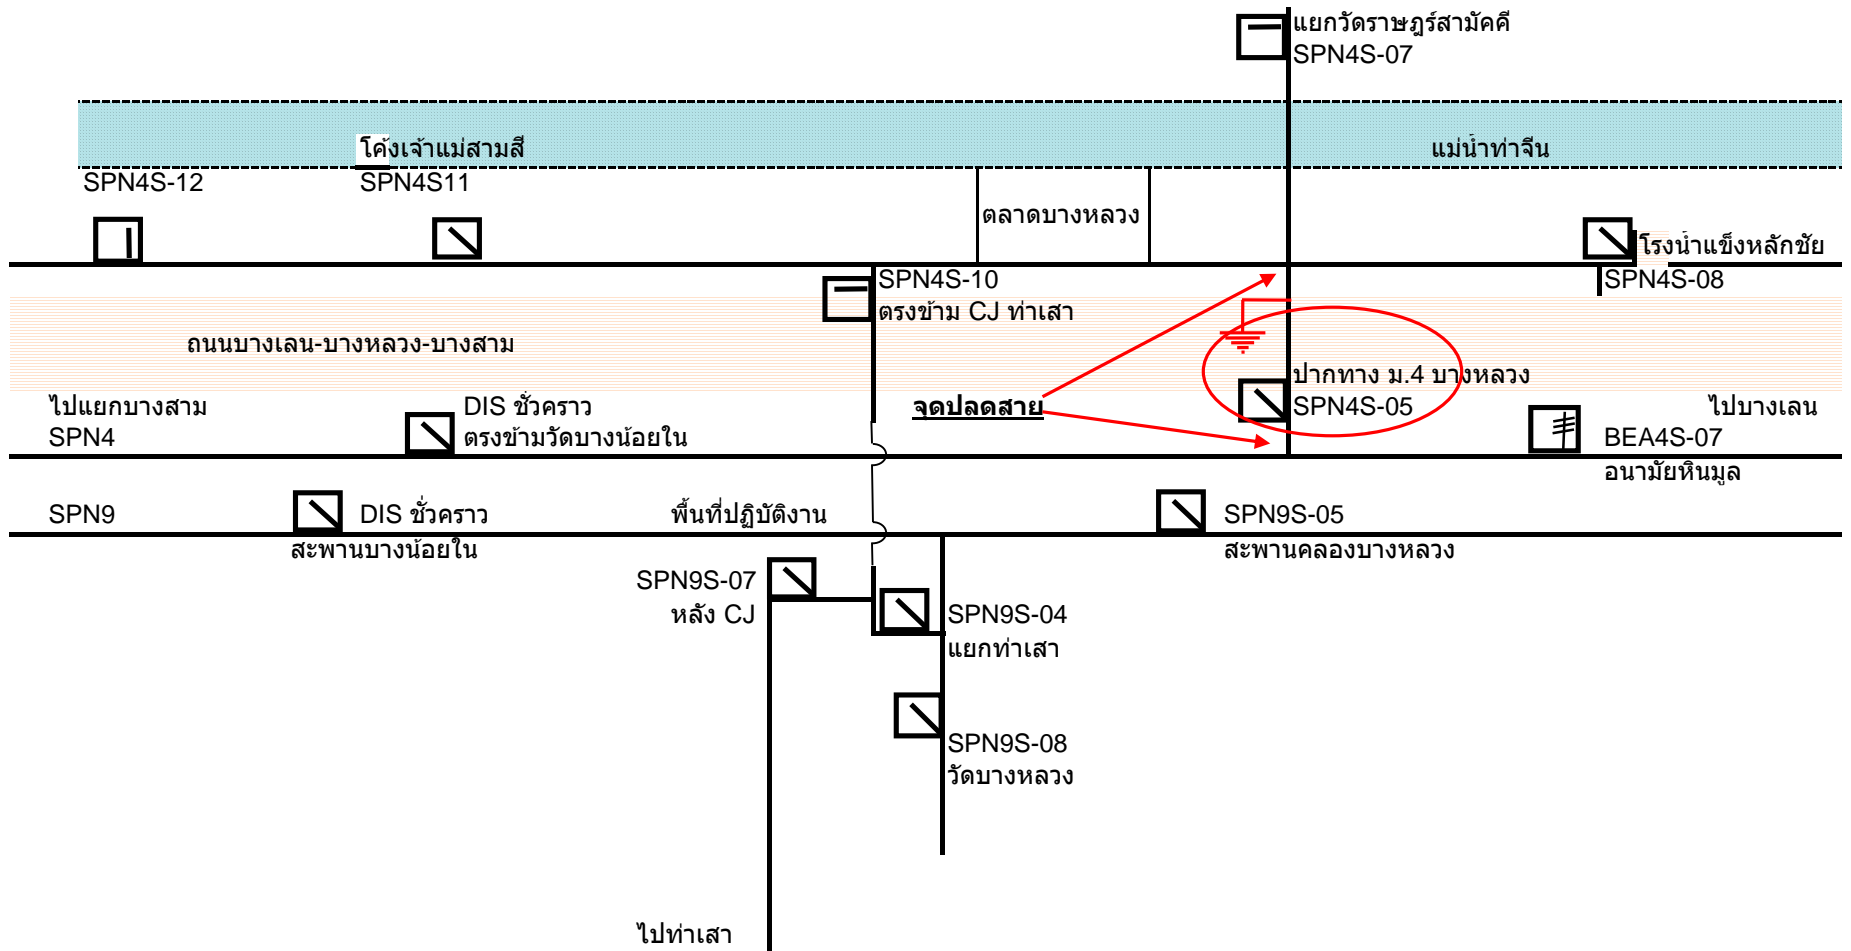 แยกวัดราษฎร์สามัคคี
SPN4S-07
โค้งเจ้าแม่สามสี
แม่น้ำท่าจีน
SPN4S-12
SPN4S11
ตลาดบางหลวง
โรงน้ำแข็งหลักชัย
SPN4S-08
SPN4S-10
ตรงข้าม CJ ท่าเสา
ถนนบางเลน-บางหลวง-บางสาม
ปากทาง ม.4 บางหลวง
SPN4S-05
จุดปลดสาย
ไปแยกบางสาม
SPN4
DIS ชั่วคราว
ตรงข้ามวัดบางน้อยใน
ไปบางเลน
BEA4S-07
อนามัยหินมูล
SPN9
DIS ชั่วคราว
สะพานบางน้อยใน
พื้นที่ปฏิบัติงาน
SPN9S-05
สะพานคลองบางหลวง
SPN9S-07
หลัง CJ
SPN9S-04
แยกท่าเสา
SPN9S-08
วัดบางหลวง
ไปท่าเสา